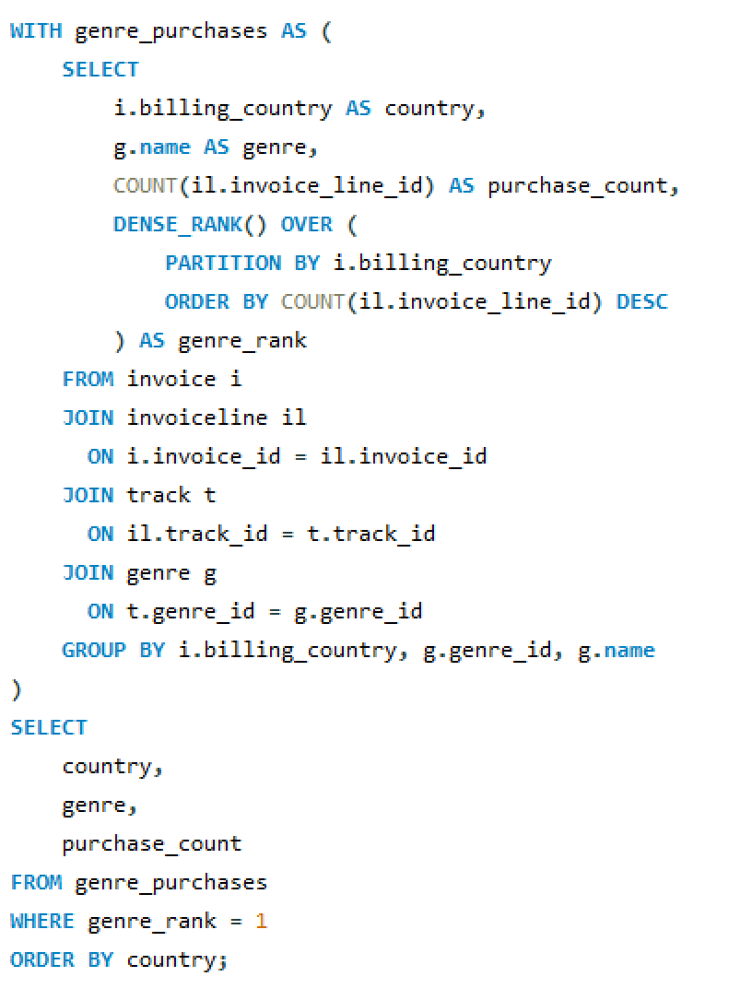 WITH genre_purchases AS (
    SELECT
        i.billing_country AS country,
        g.name AS genre,
        COUNT(il.invoice_line_id) AS purchase_count,
        DENSE_RANK() OVER (
            PARTITION BY i.billing_country
            ORDER BY COUNT(il.invoice_line_id) DESC
        ) AS genre_rank
    FROM invoice i
    JOIN invoiceline il
      ON i.invoice_id = il.invoice_id
    JOIN track t
      ON il.track_id = t.track_id
    JOIN genre g
      ON t.genre_id = g.genre_id
    GROUP BY i.billing_country, g.genre_id, g.name
)
SELECT
    country,
    genre,
    purchase_count
FROM genre_purchases
WHERE genre_rank = 1
ORDER BY country;